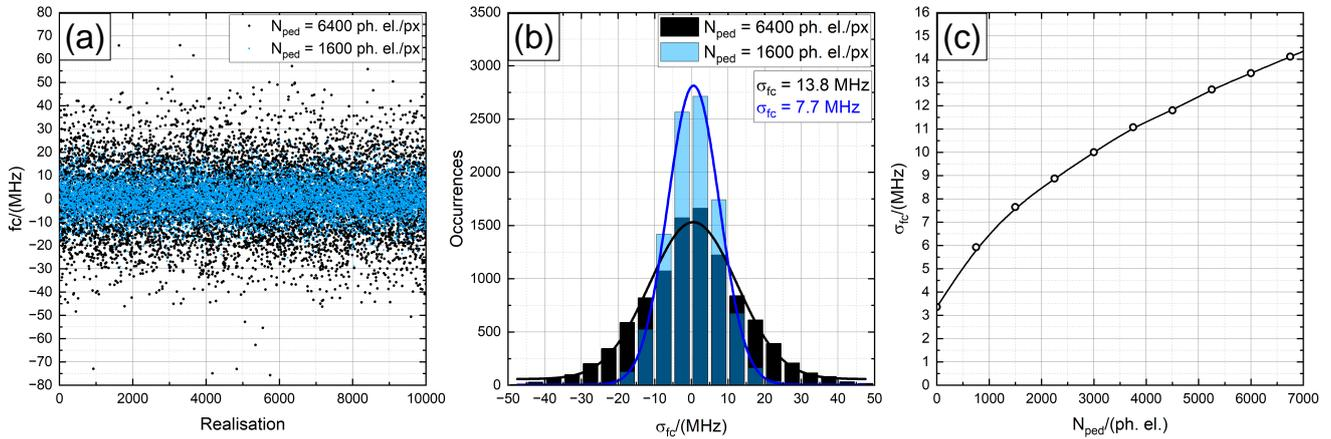 (a)
N_ped = 6400 ph. el./px
N_ped = 1600 ph. el./px
80
70
60
50
40
30
20
10
0
−10
−20
−30
−40
−50
−60
−70
−80
fc/(MHz)
0 2000 4000 6000 8000 10000
Realisation
(b)
N_ped = 6400 ph. el./px
N_ped = 1600 ph. el./px
σ_fc = 13.8 MHz
σ_fc = 7.7 MHz
3500
3000
2500
2000
1500
1000
500
0
Occurrences
−50 −40 −30 −20 −10 0 10 20 30 40 50
σ_fc/(MHz)
(c)
16
15
14
13
12
11
10
9
8
7
6
5
4
3
2
1
0
σ_fc/(MHz)
0 1000 2000 3000 4000 5000 6000 7000
N_ped/(ph. el.)